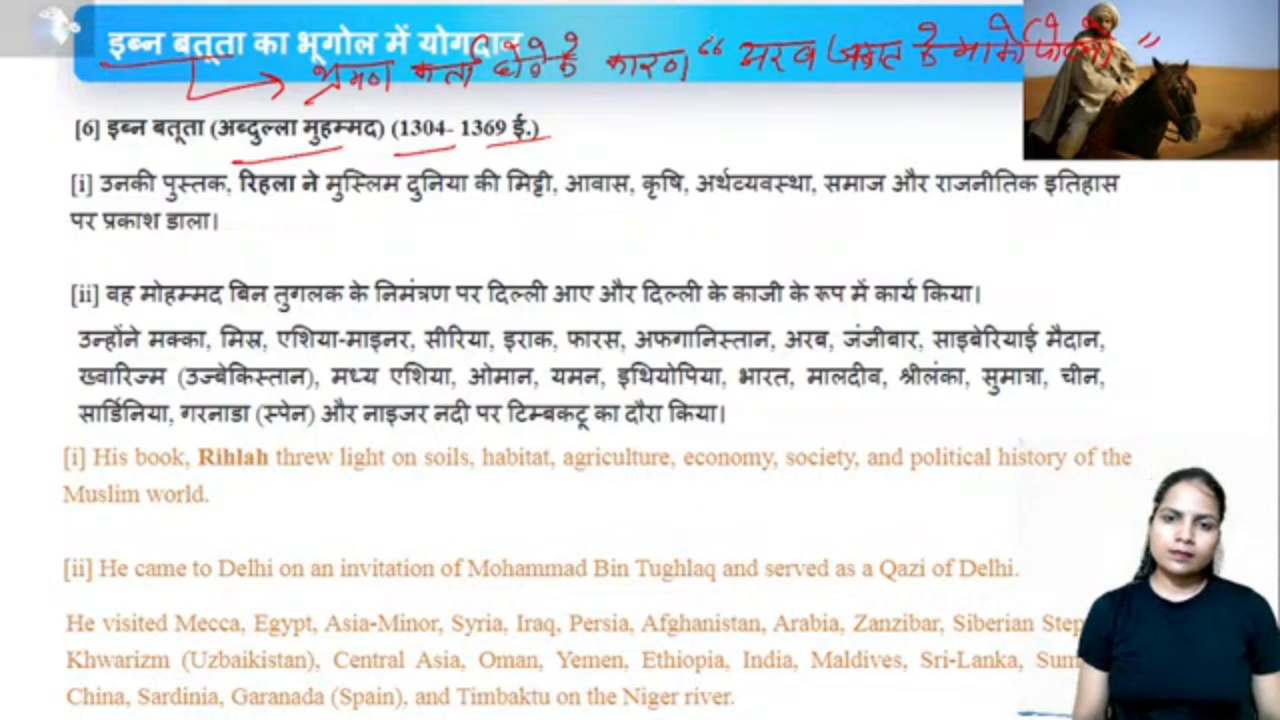 इब्न बतूता का भूगोल में योगदान
भ्रमण कर्ता होने के कारण "अरब जगत के मार्को पोलो"
[6] इब्न बतूता (अब्दुल्ला मुहम्मद) (1304- 1369 ई.)
[i] उनकी पुस्तक, रिहला ने मुस्लिम दुनिया की मिट्टी, आवास, कृषि, अर्थव्यवस्था, समाज और राजनीतिक इतिहास
पर प्रकाश डाला।
[ii] वह मोहम्मद बिन तुगलक के निमंत्रण पर दिल्ली आए और दिल्ली के काजी के रूप में कार्य किया।
उन्होंने मक्का, मिस्र, एशिया-माइनर, सीरिया, इराक, फारस, अफगानिस्तान, अरब, जंजीबार, साइबेरियाई मैदान,
ख्वारिज्म (उज्बेकिस्तान), मध्य एशिया, ओमान, यमन, इथियोपिया, भारत, मालदीव, श्रीलंका, सुमात्रा, चीन,
सार्डिनिया, गरनाडा (स्पेन) और नाइजर नदी पर टिम्बकटू का दौरा किया।
[i] His book, Rihlah threw light on soils, habitat, agriculture, economy, society, and political history of the
Muslim world.
[ii] He came to Delhi on an invitation of Mohammad Bin Tughlaq and served as a Qazi of Delhi.
He visited Mecca, Egypt, Asia-Minor, Syria, Iraq, Persia, Afghanistan, Arabia, Zanzibar, Siberian Step
Khwarizm (Uzbaikistan), Central Asia, Oman, Yemen, Ethiopia, India, Maldives, Sri-Lanka, Sum
China, Sardinia, Garanada (Spain), and Timbaktu on the Niger river.